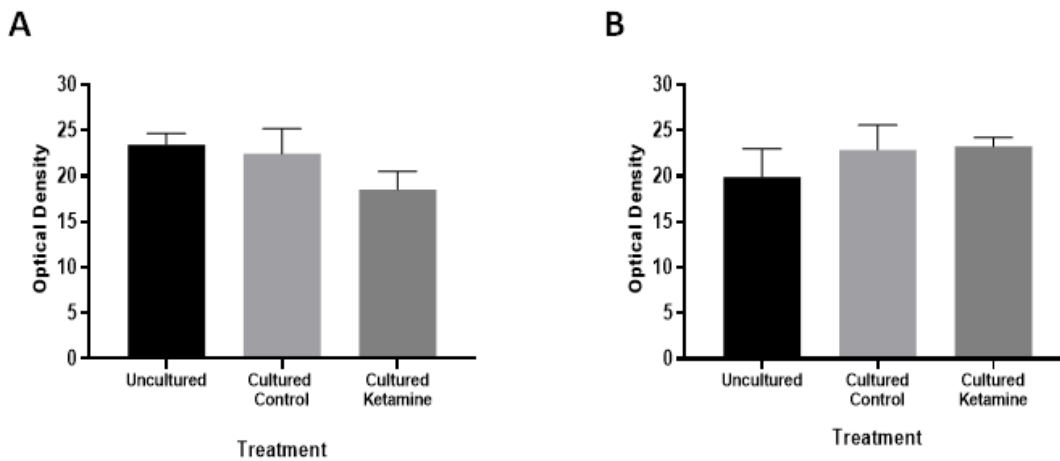 A
Optical Density
30
25
20
15
10
5
0
Uncultured
Cultured
Control
Cultured
Ketamine
Treatment
B
Optical Density
30
25
20
15
10
5
0
Uncultured
Cultured
Control
Cultured
Ketamine
Treatment